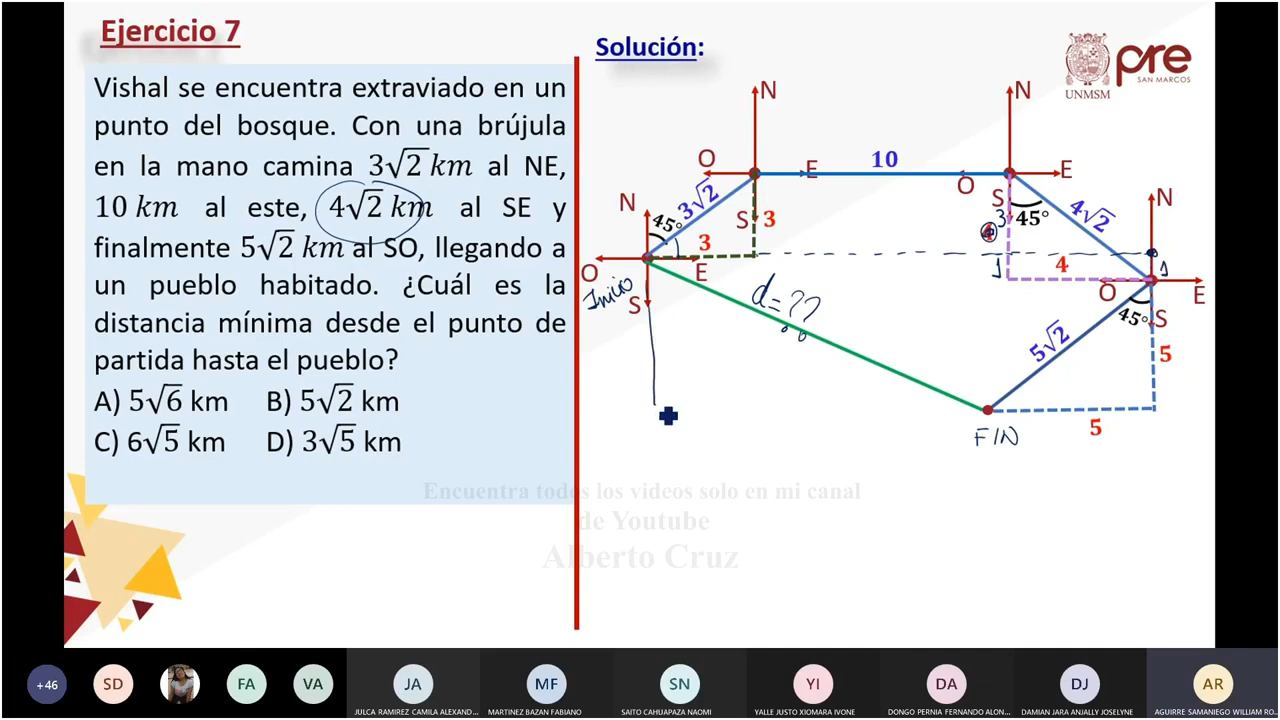 Ejercicio 7
Vishal se encuentra extraviado en un
punto del bosque. Con una brújula
en la mano camina 3√2 km al NE,
10 km al este, 4√2 km al SE y
finalmente 5√2 km al SO, llegando a
un pueblo habitado. ¿Cuál es la
distancia mínima desde el punto de
partida hasta el pueblo?
A) 5√6 km B) 5√2 km
C) 6√5 km D) 3√5 km
Solución:
UNMSM
pre
SAN MARCOS
N
N
O
E
10
O
E
N
3√2
45°
S
3
S
3
45°
4√2
N
O
3
E
1
4
1
O
E
Inicio
S
d=??
45°
S
5√2
5
5
FIN
Encuentra todos los videos solo en mi canal
de Youtube
Alberto Cruz
+46
SD
FA
VA
JA
MF
SN
YI
DA
DJ
AR
JULCA RAMIREZ CAMILA ALEXAND...
MARTINEZ BAZAN FABIANO
SAITO CAHUAPAZA NAOMI
YALLE JUSTO XIOMARA IVONE
DONGO PERNIA FERNANDO ALON...
DAMIAN JARA ANJALLY JOSELYNE
AGUIRRE SAMANIEGO WILLIAM RO...